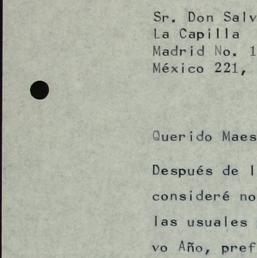 Sr. Don Salv
La Capilla
Madrid No. 1
México 221,
Querido Maes
Después de l
consideré no
las usuales
vo Año, pref